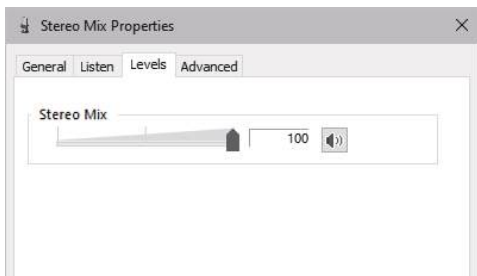 Stereo Mix Properties
General Listen Levels Advanced
Stereo Mix
100